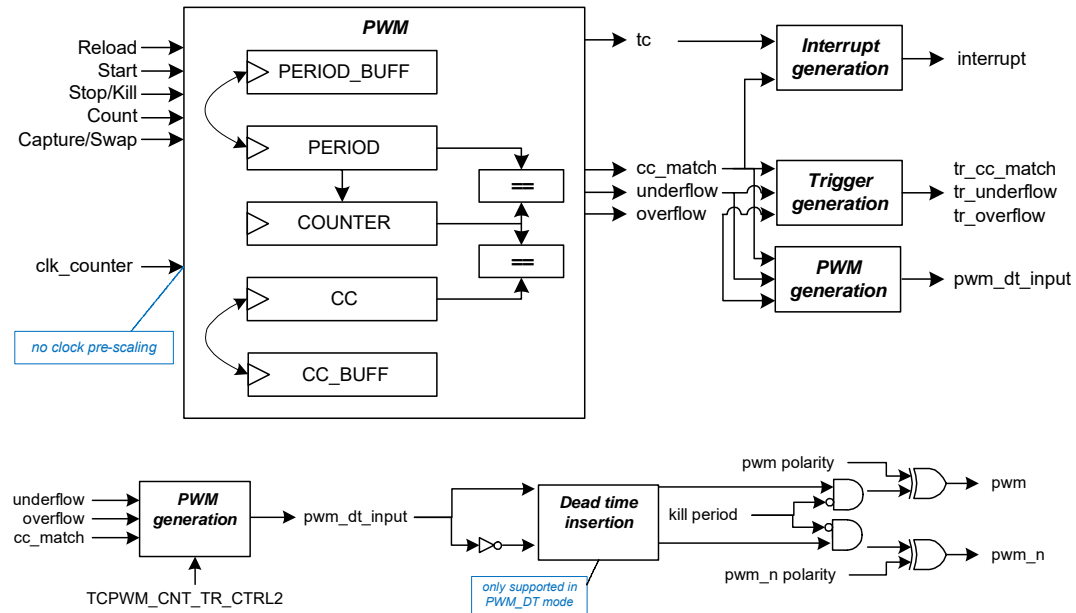 PWM
Reload
Start
Stop/Kill
Count
Capture/Swap
clk_counter
no clock pre-scaling
PERIOD_BUFF
PERIOD
==
COUNTER
==
CC
CC_BUFF
tc
cc_match
underflow
overflow
Interrupt
generation
interrupt
Trigger
generation
tr_cc_match
tr_underflow
tr_overflow
PWM
generation
pwm_dt_input
underflow
overflow
cc_match
PWM
generation
TCPWM_CNT_TR_CTRL2
pwm_dt_input
Dead time
insertion
only supported in
PWM_DT mode
pwm polarity
kill period
pwm_n polarity
pwm
pwm_n